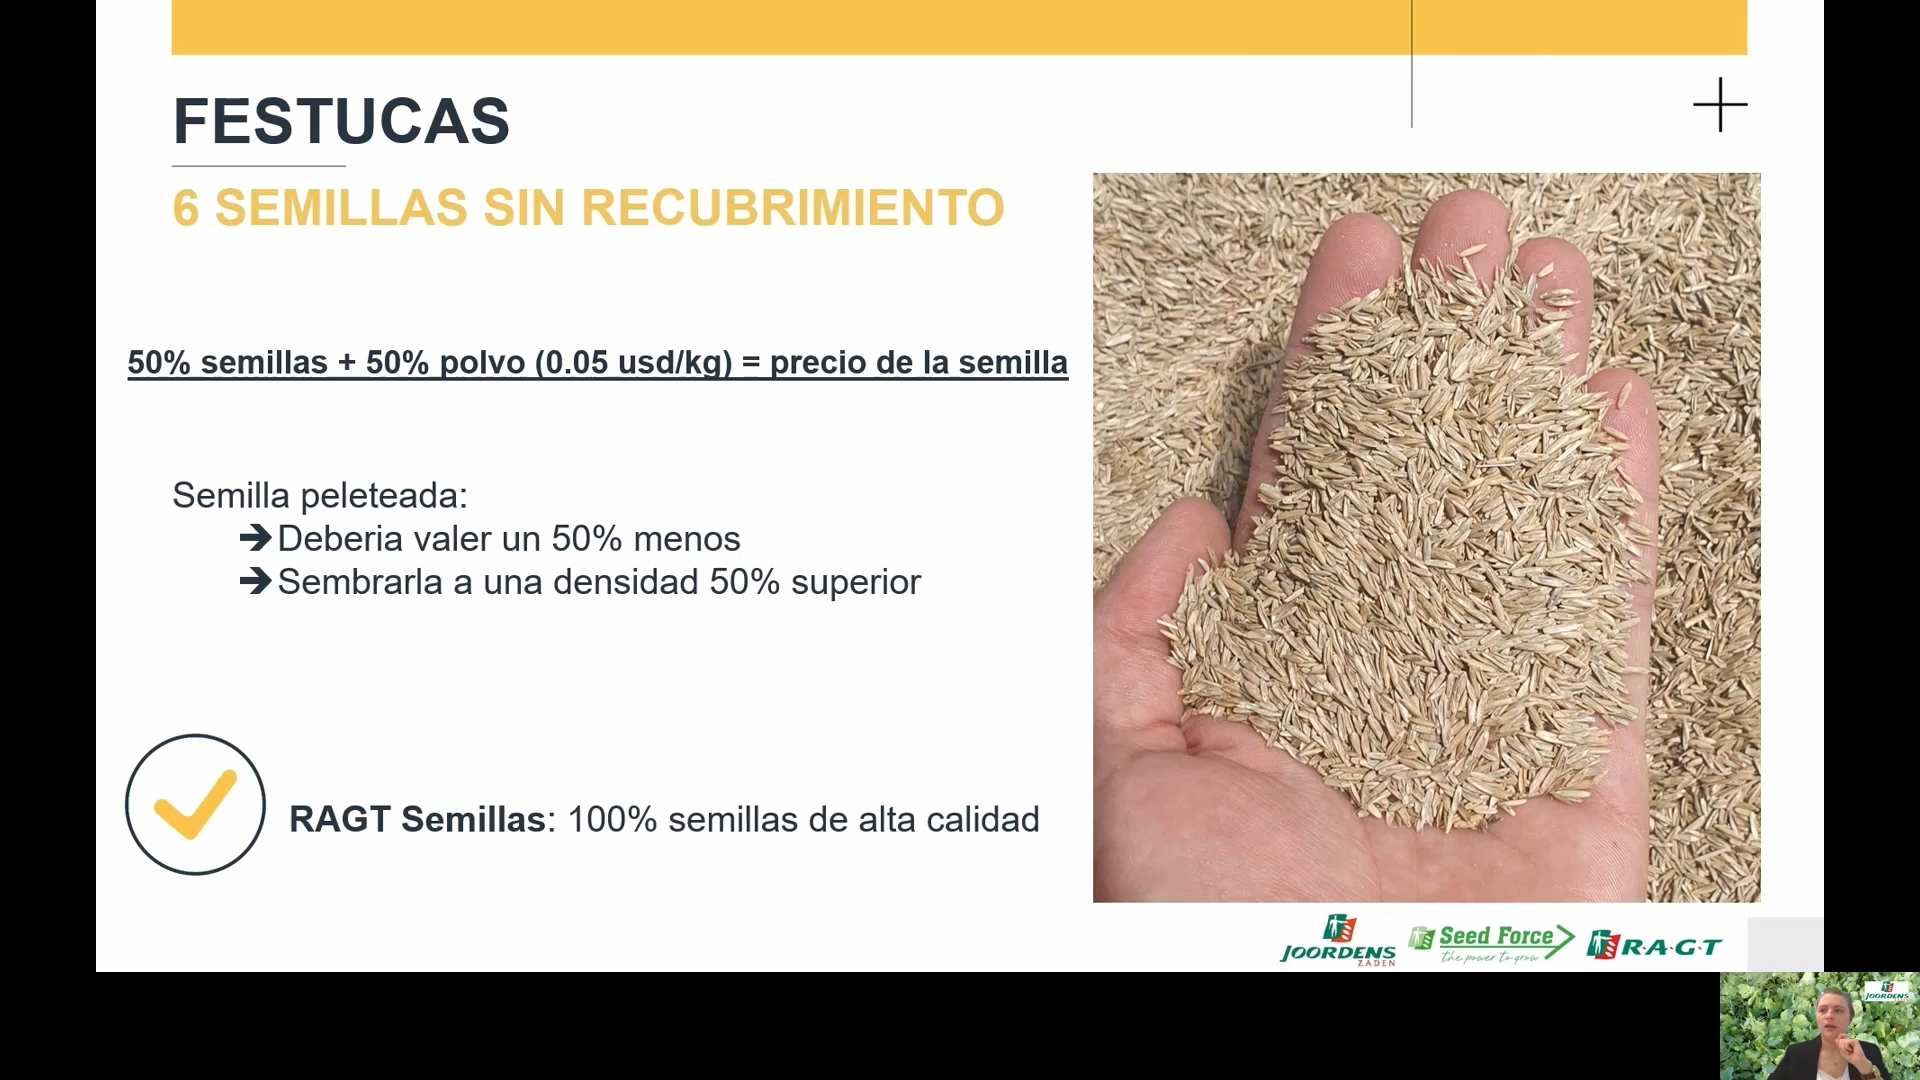 FESTUCAS
6 SEMILLAS SIN RECUBRIMIENTO
50% semillas + 50% polvo (0.05 usd/kg) = precio de la semilla
Semilla peleteada:
➔ Deberia valer un 50% menos
➔ Sembrarla a una densidad 50% superior
RAGT Semillas: 100% semillas de alta calidad
JOORDENS
ZADEN
Seed Force
the power to grow
R·A·G·T
JOORDENS